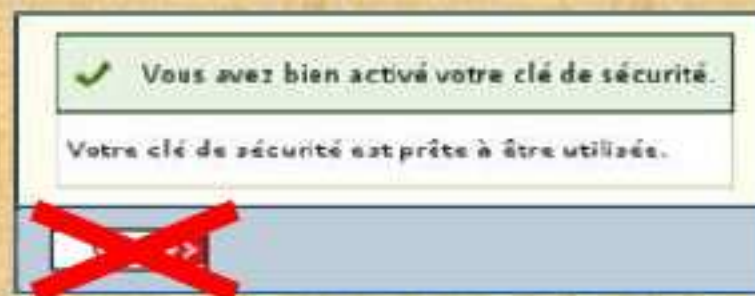 Vous avez bien activé votre clé de sécurité.
Votre clé de sécurité est prête à être utilisée.